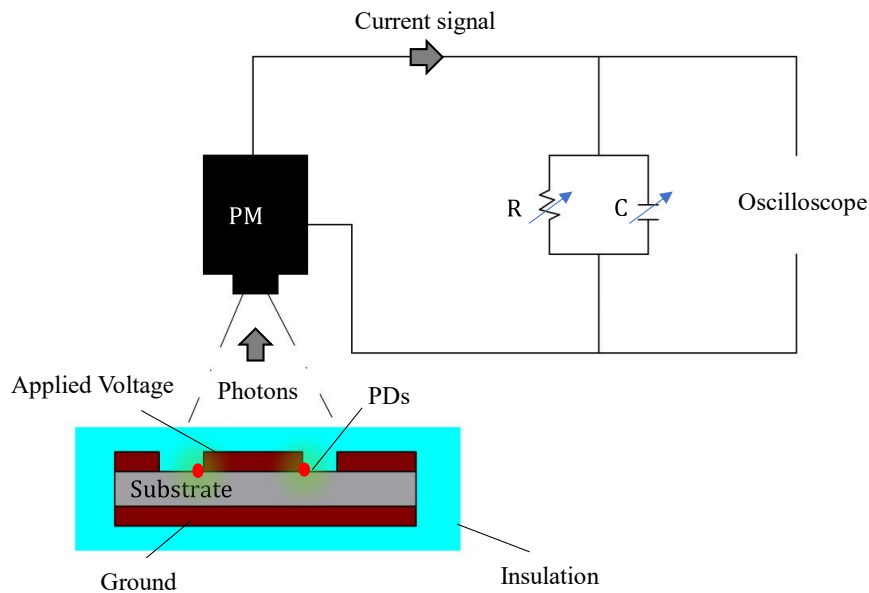 Current signal
PM
R
C
Oscilloscope
Applied Voltage
Photons
PDs
Substrate
Ground
Insulation